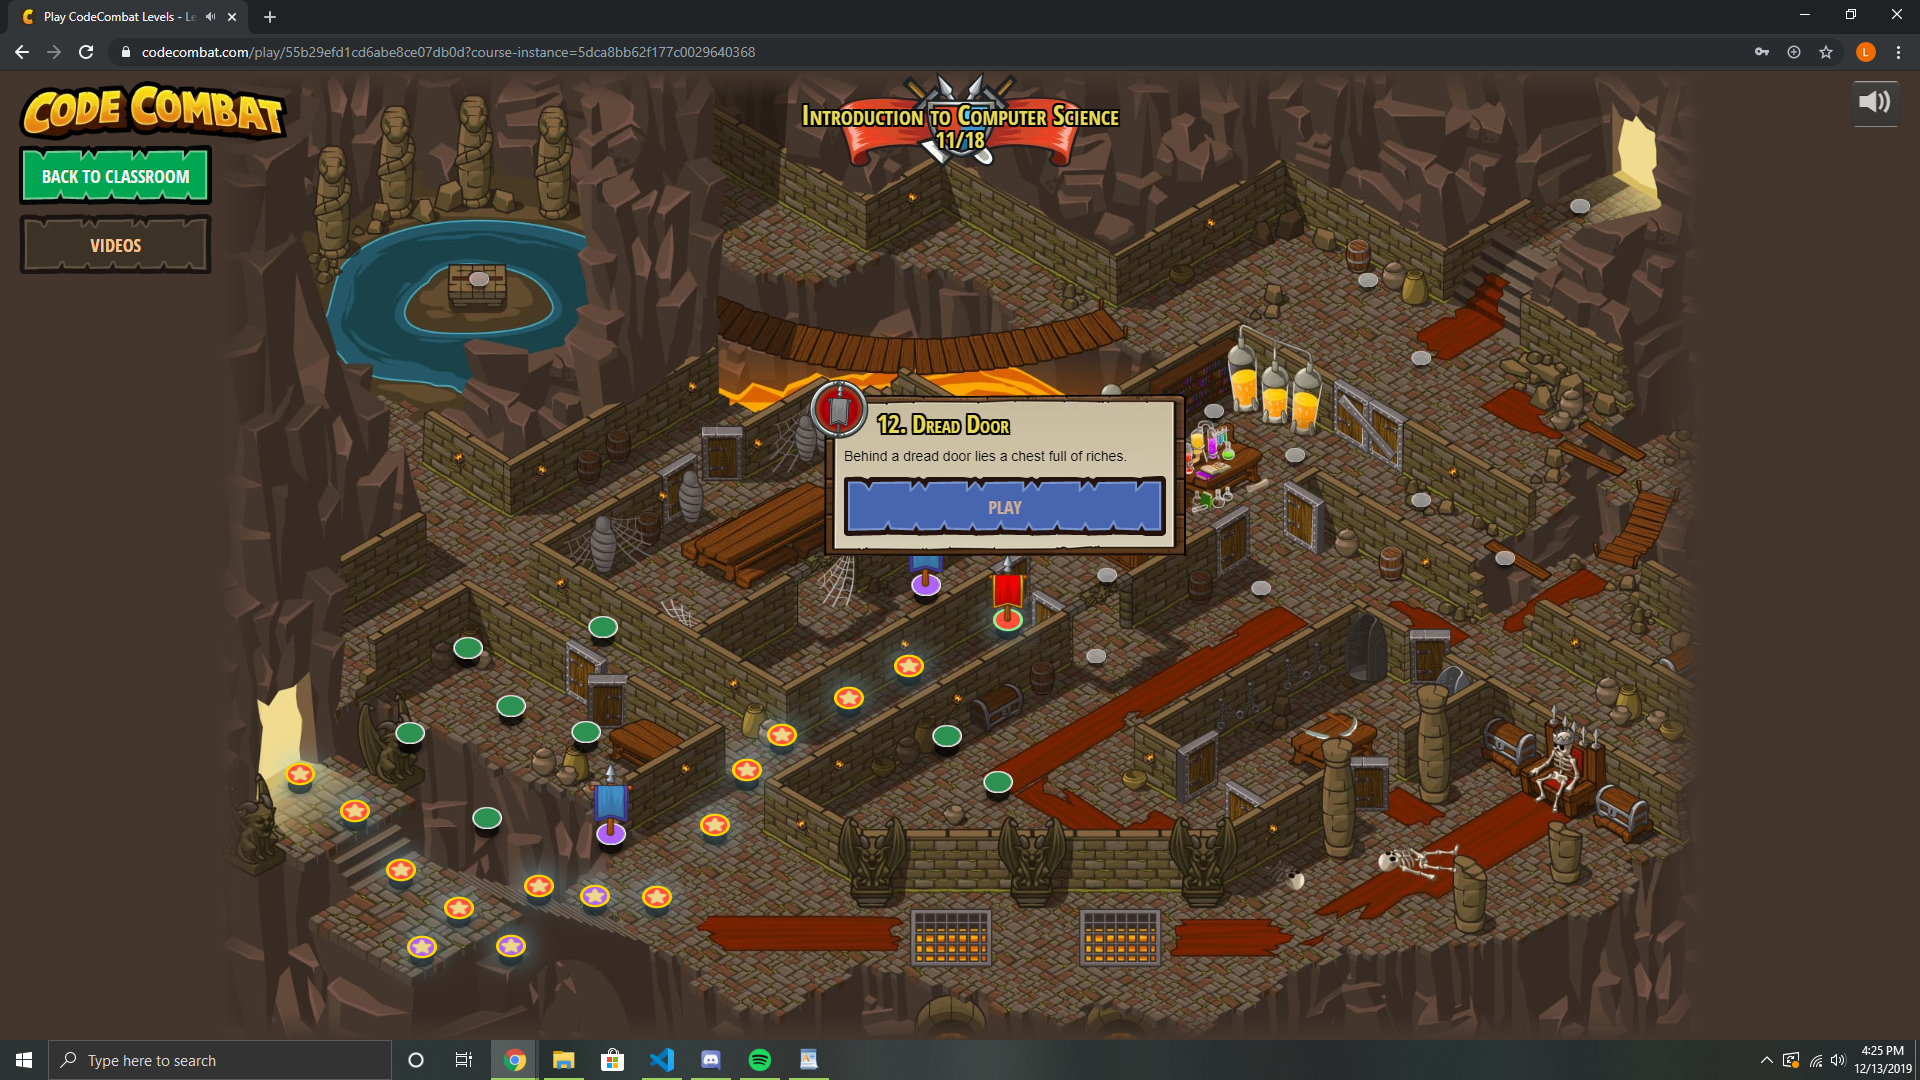 Play CodeCombat Levels - Le
codecombat.com/play/55b29efd1cd6abe8ce07db0d?course-instance=5dca8bb62f177c0029640368
L
CODE COMBAT
INTRODUCTION TO COMPUTER SCIENCE
11/18
BACK TO CLASSROOM
VIDEOS
12. DREAD DOOR
Behind a dread door lies a chest full of riches.
PLAY
Type here to search
4:25 PM
12/13/2019